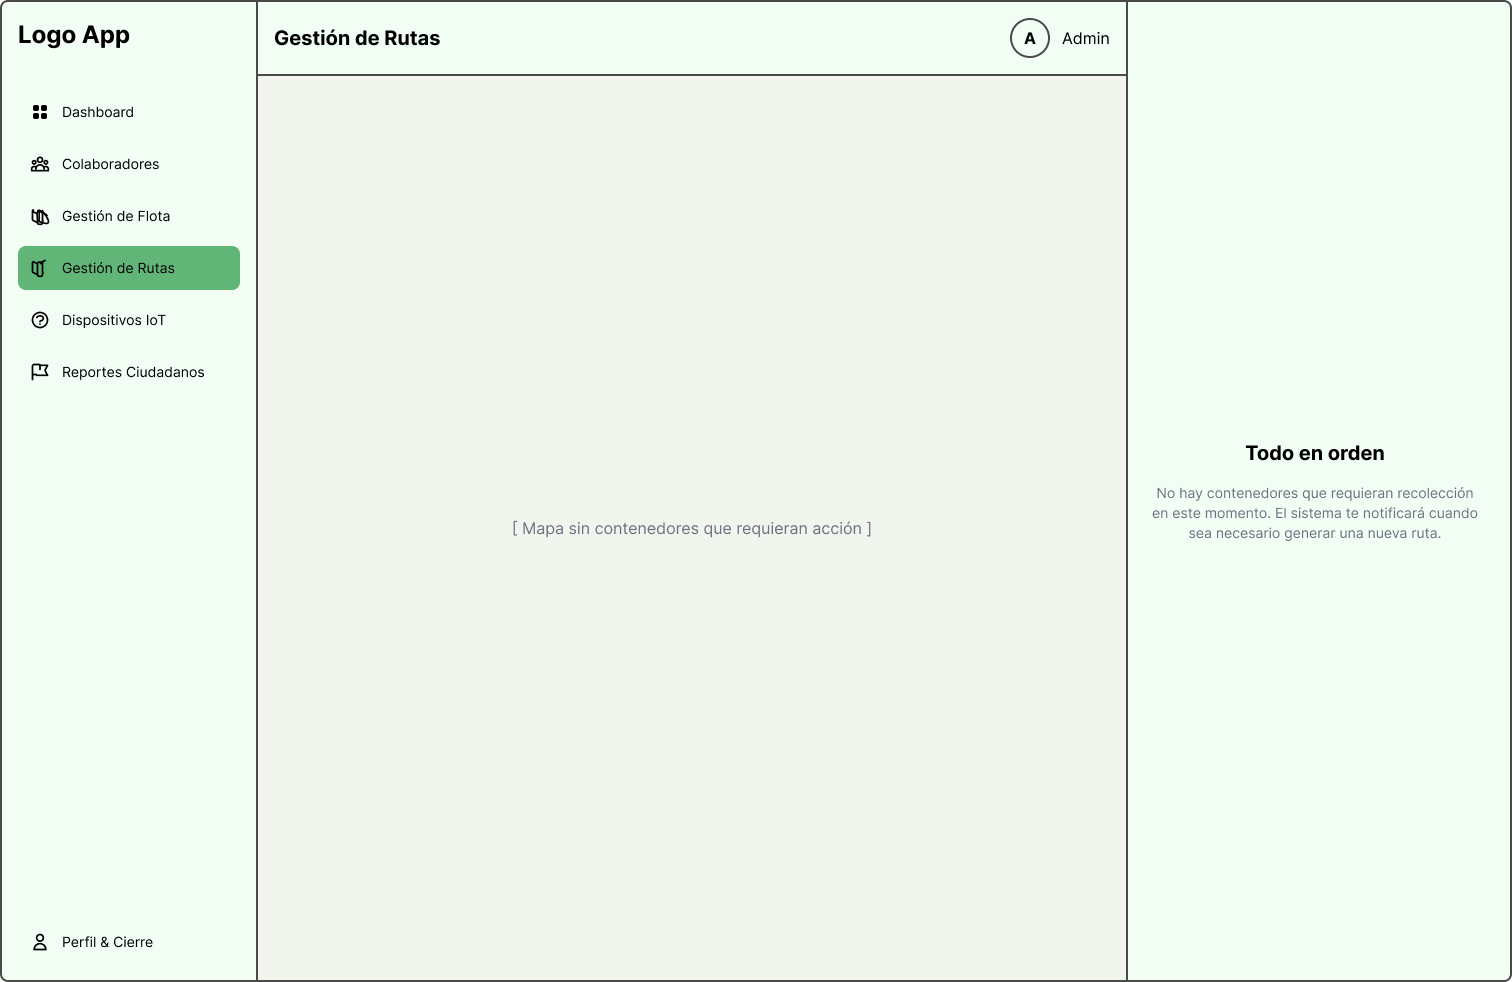 Logo App
Dashboard
Colaboradores
Gestión de Flota
Gestión de Rutas
Dispositivos IoT
Reportes Ciudadanos
Perfil & Cierre
Gestión de Rutas
A
Admin
[ Mapa sin contenedores que requieran acción ]
Todo en orden
No hay contenedores que requieran recolección
en este momento. El sistema te notificará cuando
sea necesario generar una nueva ruta.